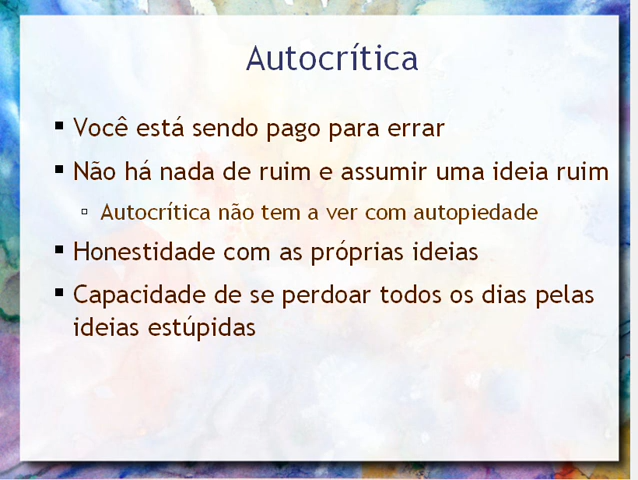 Autocrítica
Você está sendo pago para errar
Não há nada de ruim e assumir uma ideia ruim
Autocrítica não tem a ver com autopiedade
Honestidade com as próprias ideias
Capacidade de se perdoar todos os dias pelas
ideias estúpidas